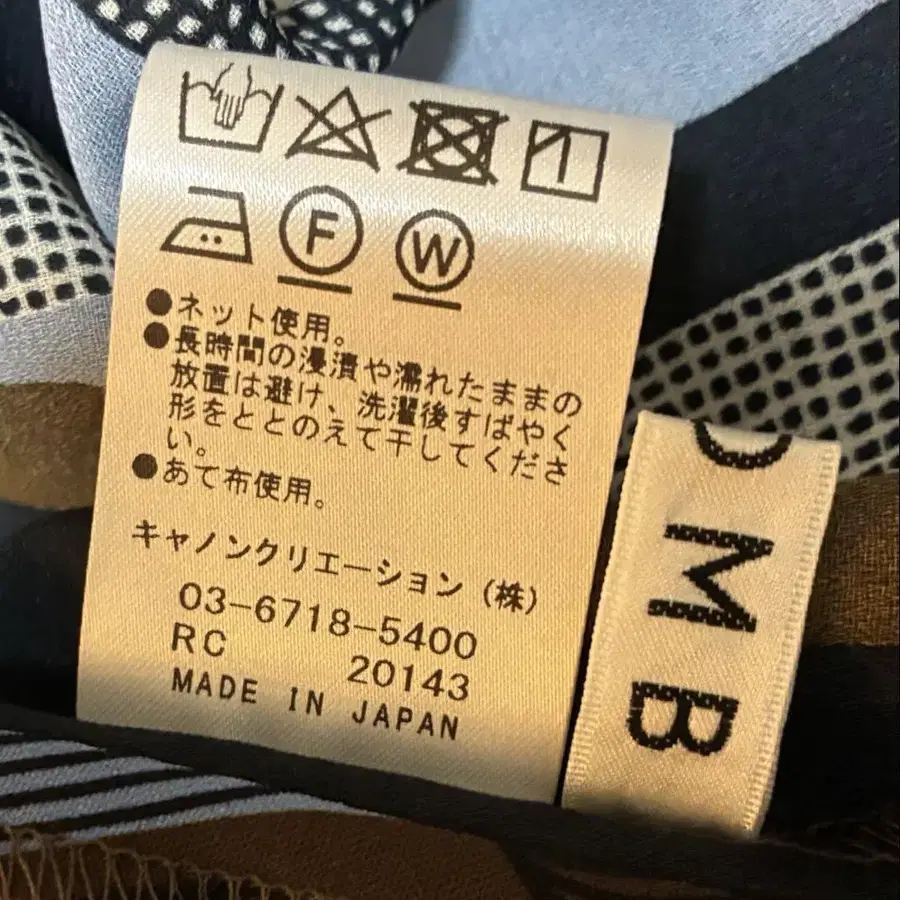 F W
●ネット使用。
●長時間の浸漬や濡れたままの
放置は避け、洗濯後すばやく
形をととのえて干してくださ
い。
●あて布使用。
キャノンクリエーション（株）
03-6718-5400
RC 20143
MADE IN JAPAN
O M B